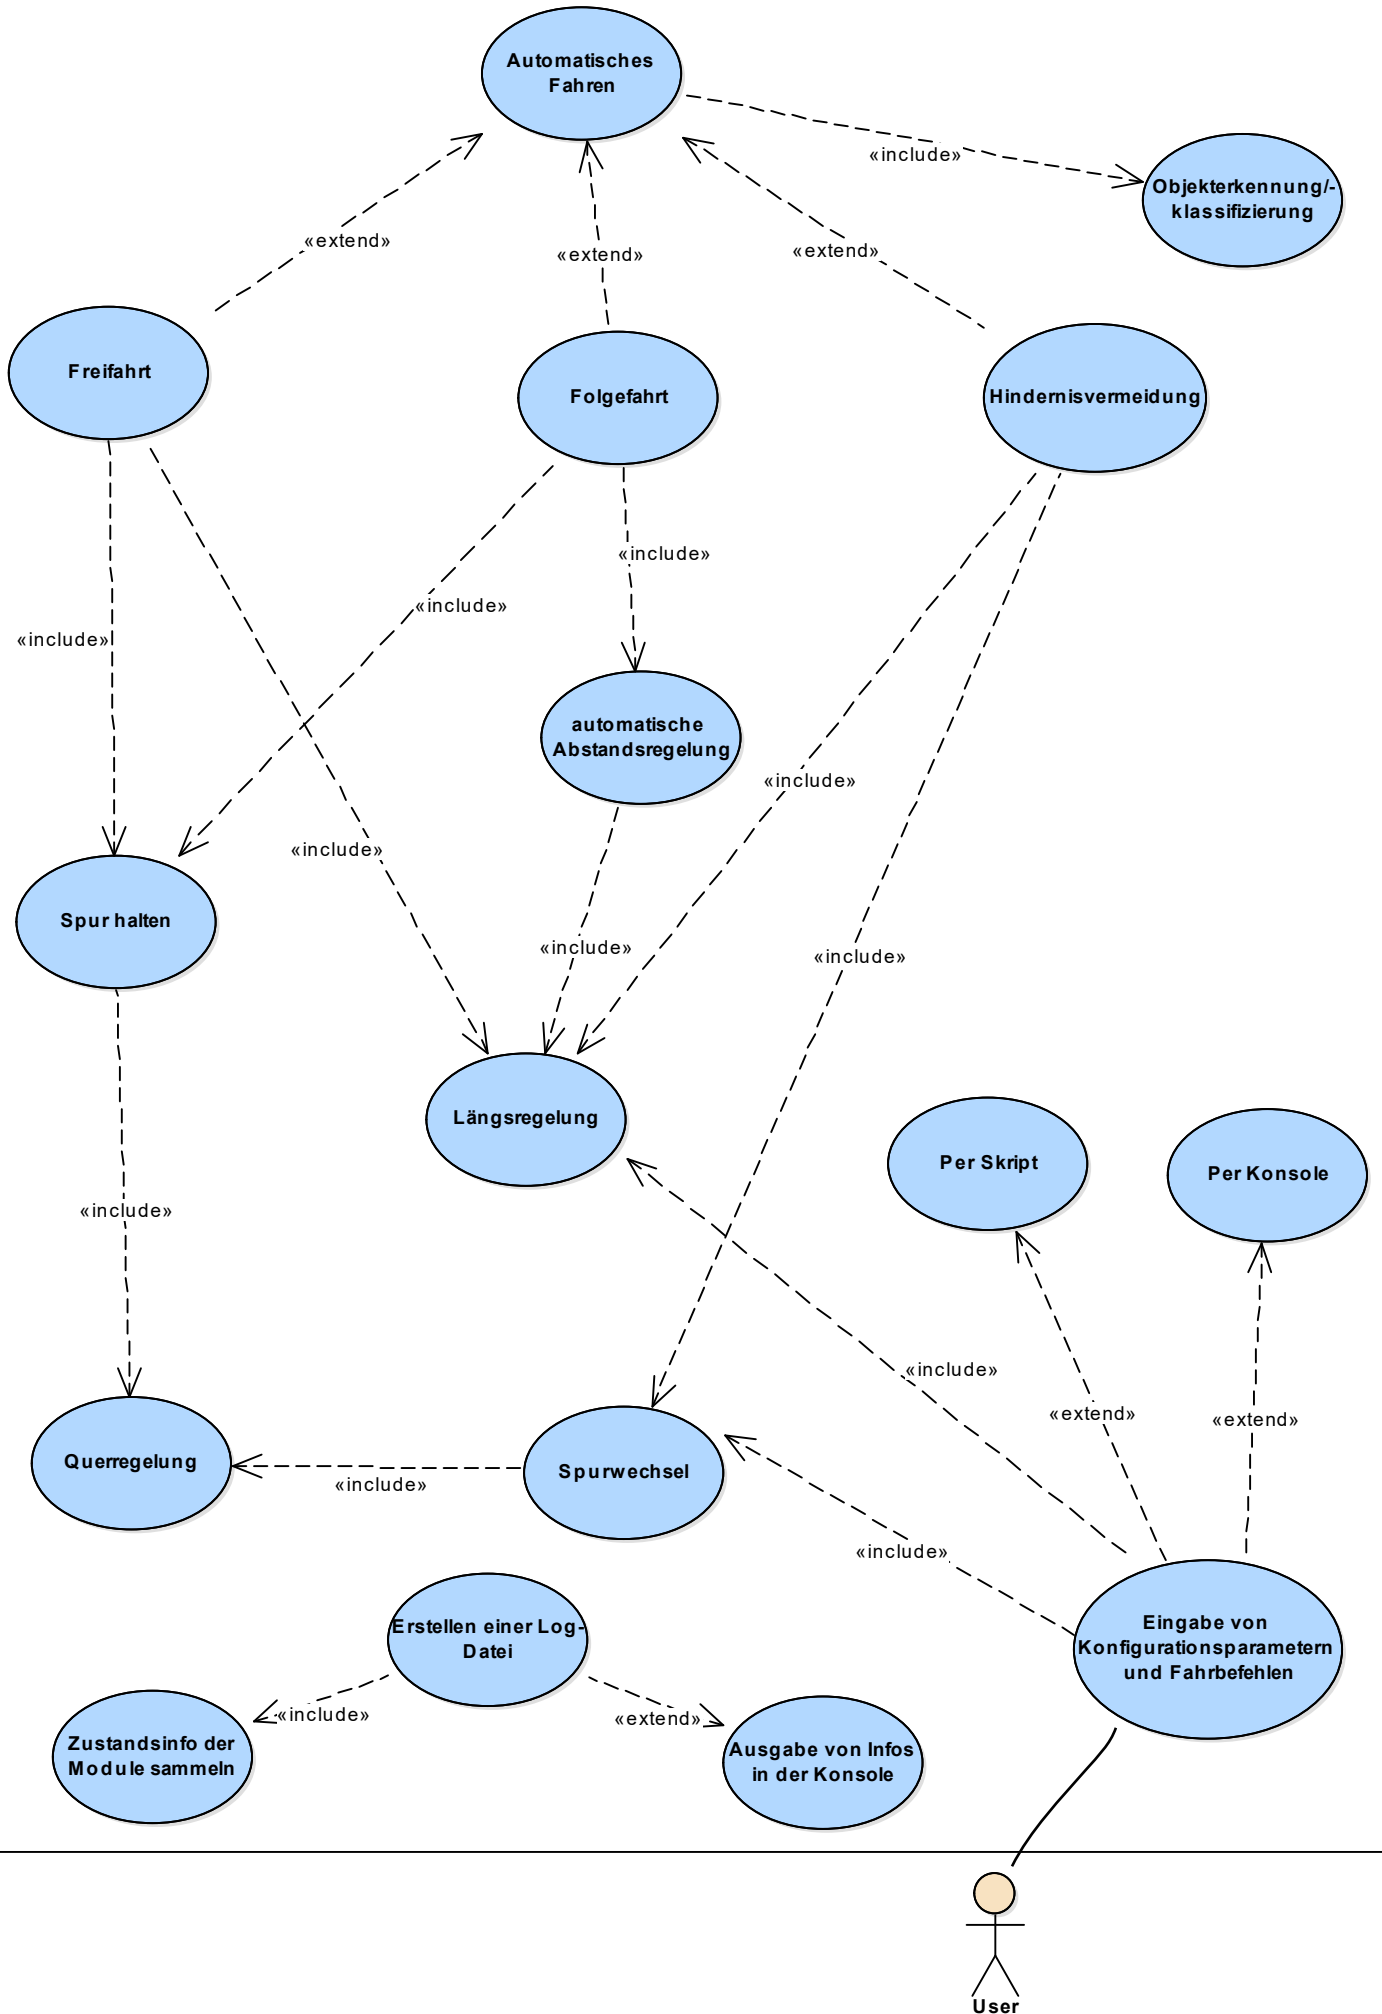 Automatisches
Fahren
«include»
Objekterkennung/-
klassifizierung
«extend»
«extend»
«extend»
Freifahrt
Folgefahrt
Hindernisvermeidung
«include»
«include»
«include»
automatische
Abstandsregelung
«include»
«include»
Spur halten
«include»
«include»
Längsregelung
Per Skript
Per Konsole
«include»
«include»
«extend»
«extend»
Querregelung
Spurwechsel
«include»
«include»
Erstellen einer Log-
Datei
Eingabe von
Konfigurationsparametern
und Fahrbefehlen
«include»
«extend»
Zustandsinfo der
Module sammeln
Ausgabe von Infos
in der Konsole
User